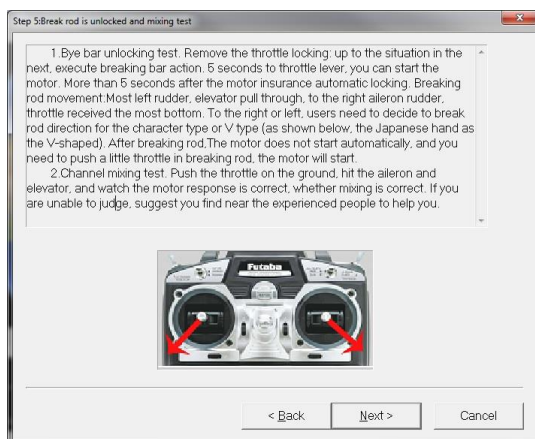 Step 5:Break rod is unlocked and mixing test
1.Bye bar unlocking test. Remove the throttle locking: up to the situation in the
next, execute breaking bar action. 5 seconds to throttle lever, you can start the
motor. More than 5 seconds after the motor insurance automatic locking. Breaking
rod movement:Most left rudder, elevator pull through, to the right aileron rudder,
throttle received the most bottom. To the right or left, users need to decide to break
rod direction for the character type or V type (as shown below, the Japanese hand as
the V-shaped). After breaking rod,The motor does not start automatically, and you
need to push a little throttle in breaking rod, the motor will start.
2.Channel mixing test. Push the throttle on the ground, hit the aileron and
elevator, and watch the motor response is correct, whether mixing is correct. If you
are unable to judge, suggest you find near the experienced people to help you.
Futaba
< Back
Next >
Cancel